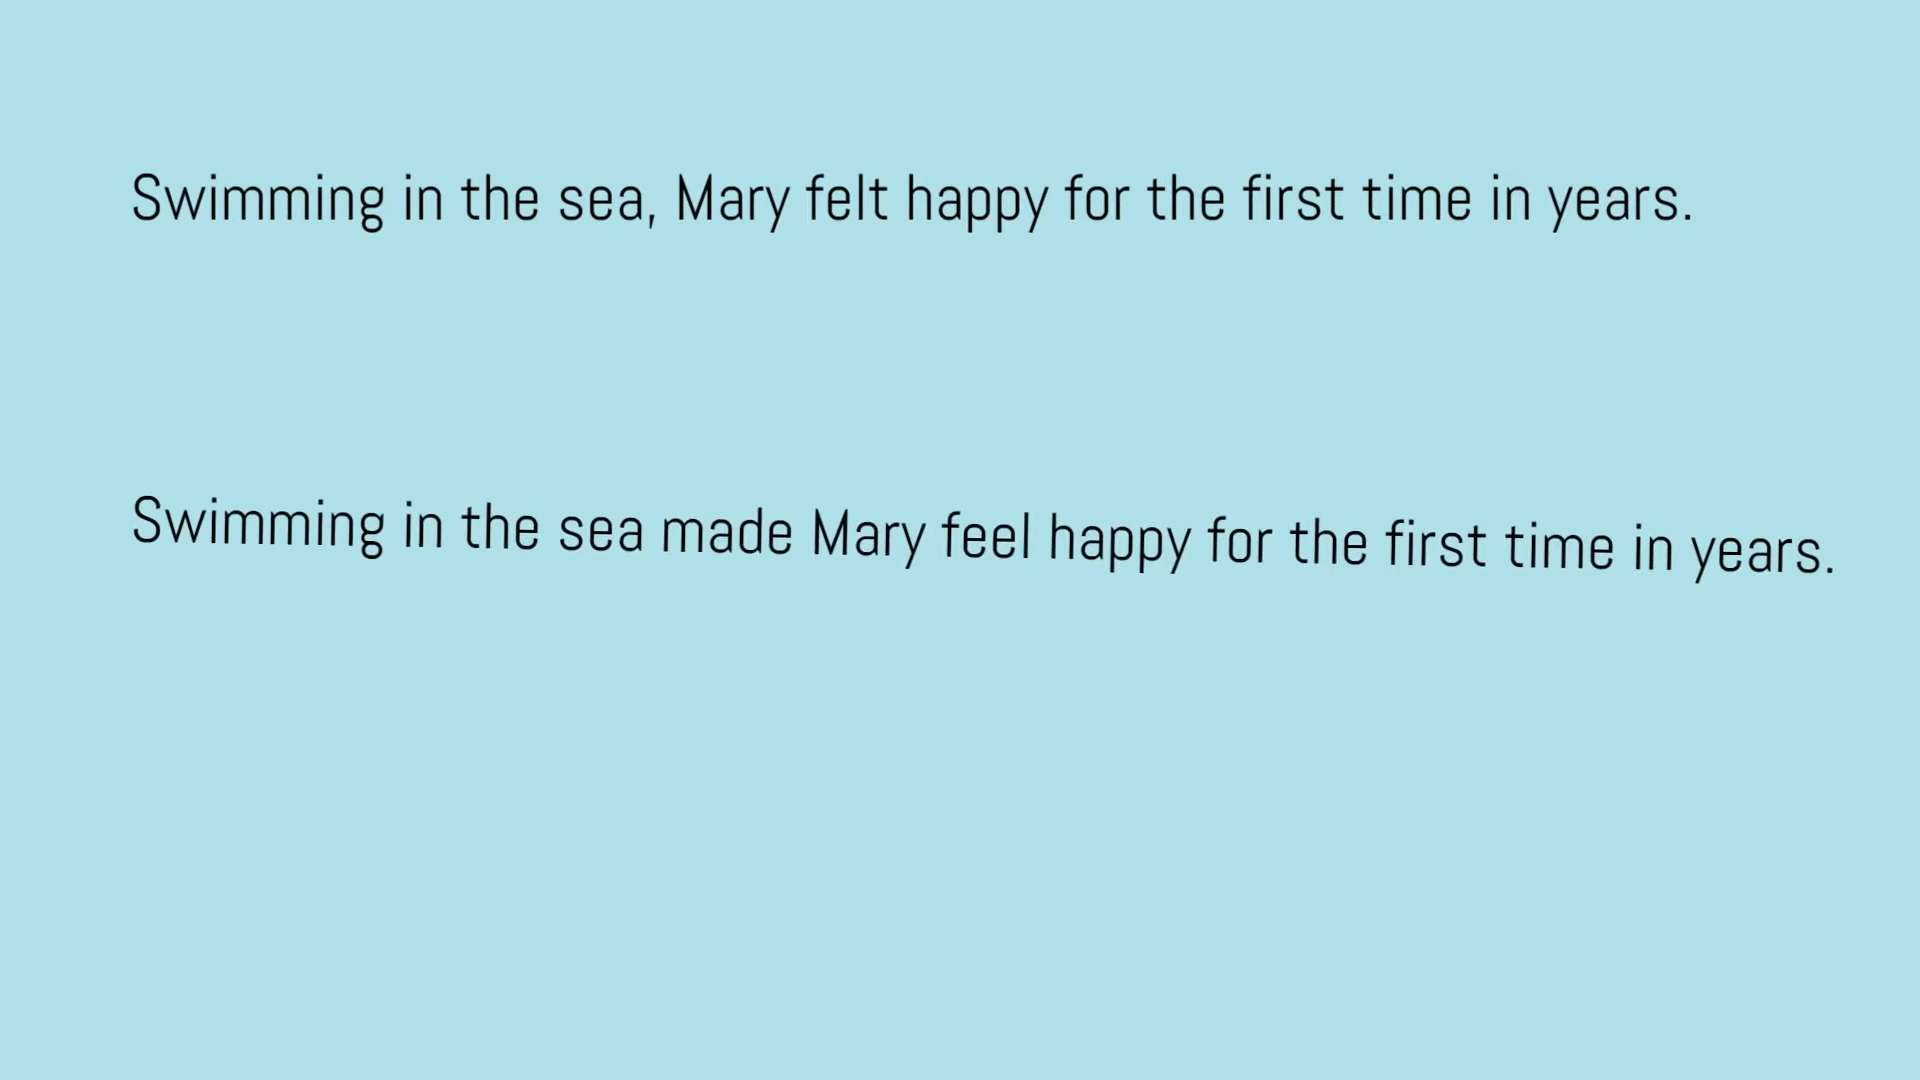 Swimming in the sea, Mary felt happy for the first time in years.
Swimming in the sea made Mary feel happy for the first time in years.